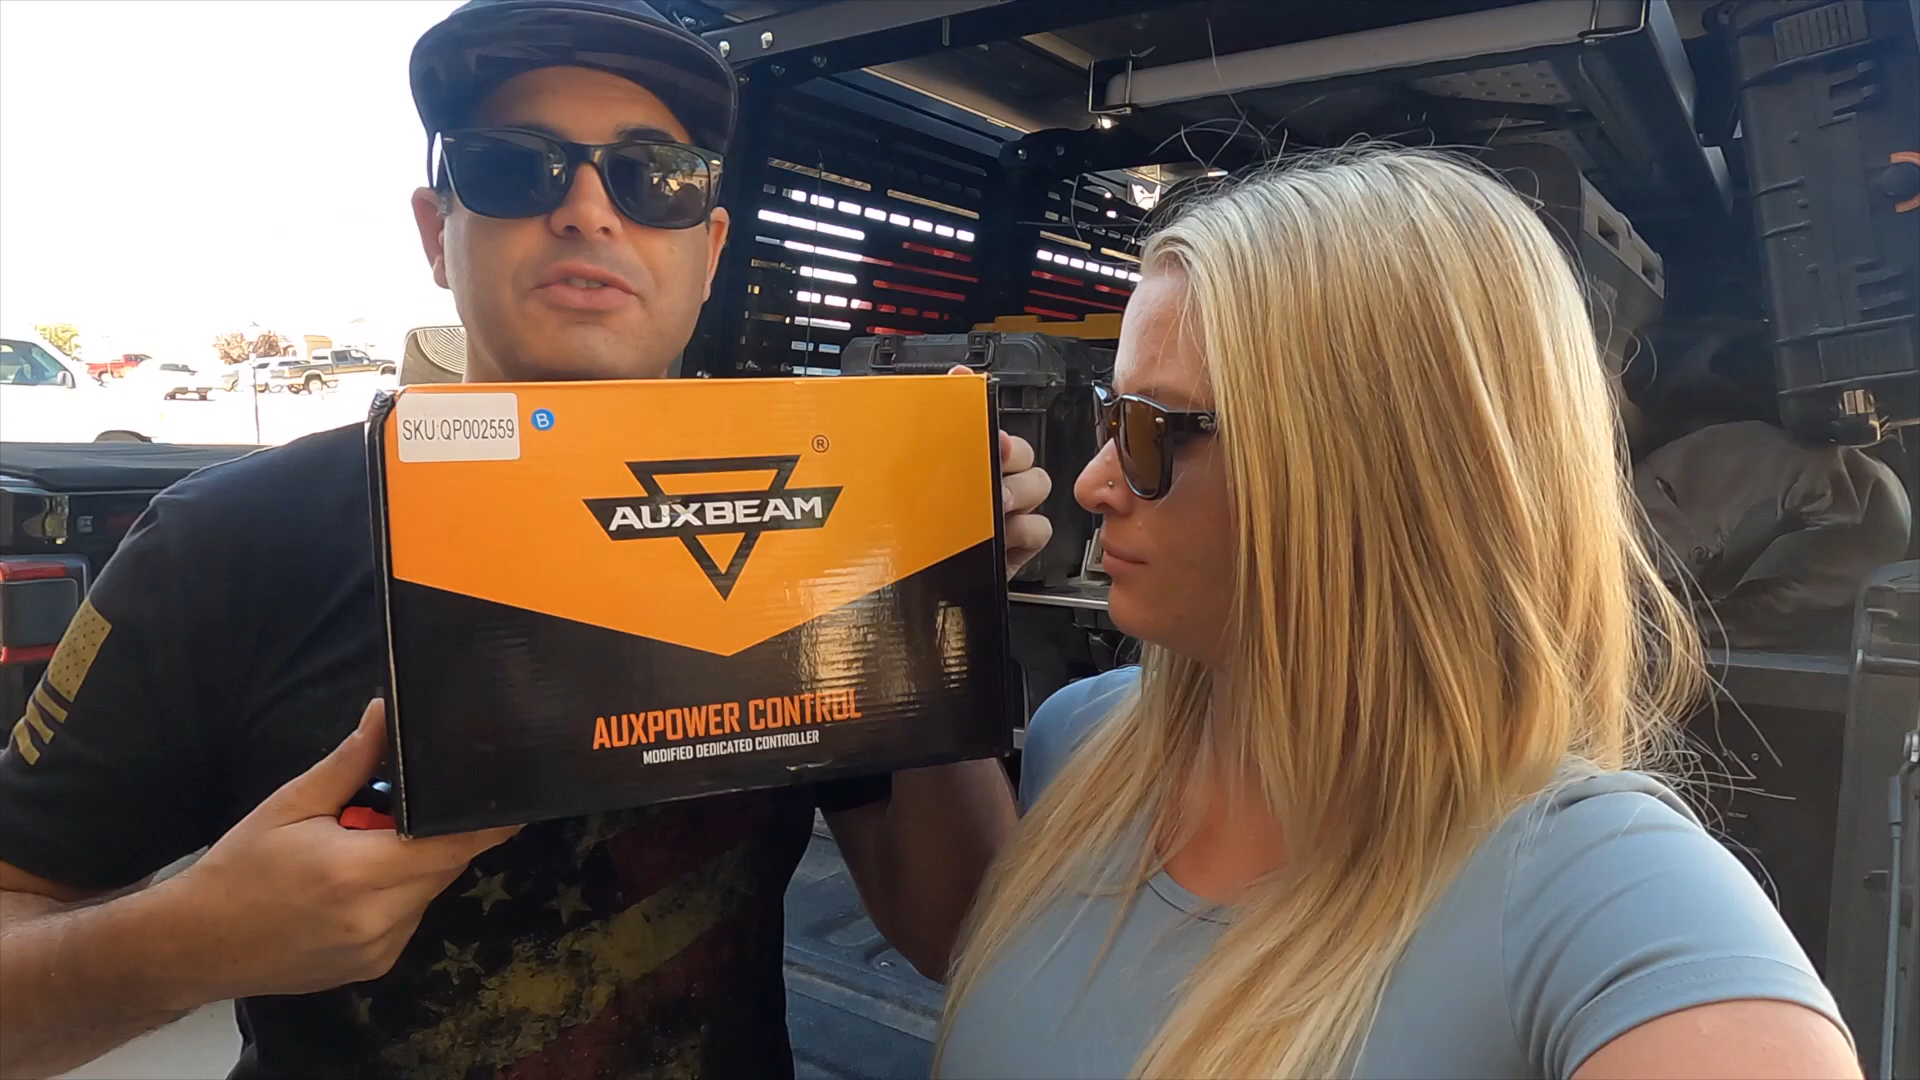 SKU:QP002559
B
®
AUXBEAM
AUXPOWER CONTROL
MODIFIED DEDICATED CONTROLLER